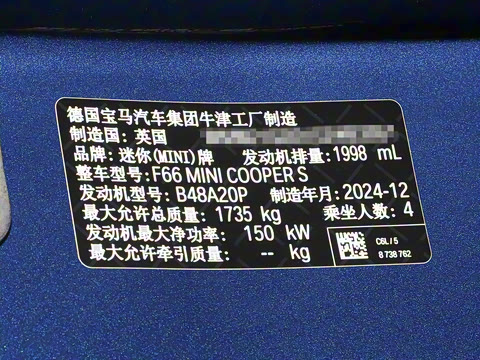 德国宝马汽车集团牛津工厂制造
制造国: 英国
品牌: 迷你(MINI)牌 发动机排量: 1998 mL
整车型号: F66 MINI COOPER S
发动机型号: B48A20P 制造年月: 2024-12
最大允许总质量: 1735 kg 乘坐人数: 4
发动机最大净功率: 150 kW
最大允许牵引质量: -- kg
C6L / 5
8 738 762